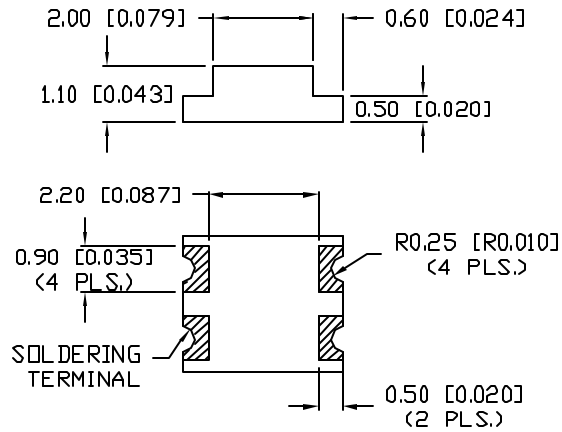 2.00 [0.079]
0.60 [0.024]
1.10 [0.043]
0.50 [0.020]
2.20 [0.087]
0.90 [0.035]
(4 PLS.)
R0.25 [R0.010]
(4 PLS.)
SOLDERING
TERMINAL
0.50 [0.020]
(2 PLS.)